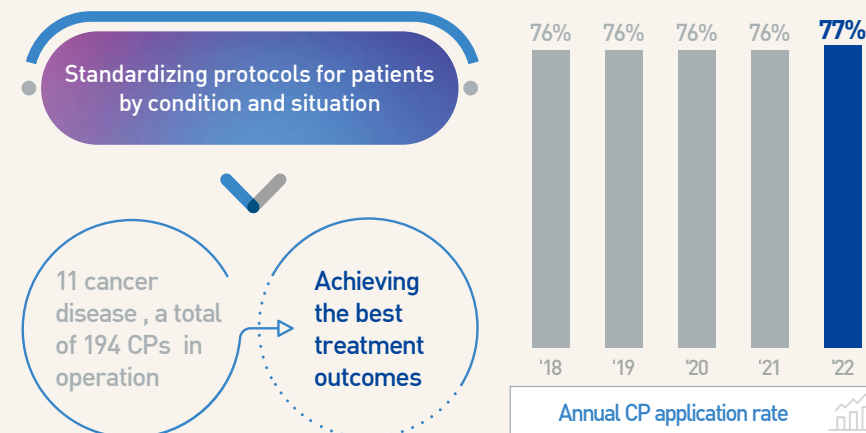 Standardizing protocols for patients
by condition and situation
11 cancer
disease , a total
of 194 CPs in
operation
Achieving
the best
treatment
outcomes
76% 76% 76% 76% 77%
'18 '19 '20 '21 '22
Annual CP application rate